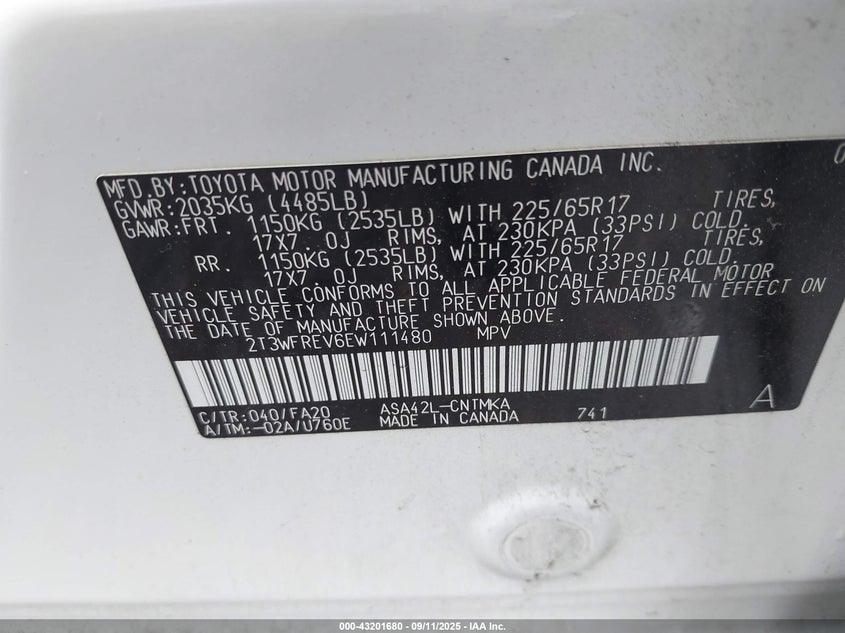 MFD.BY:TOYOTA MOTOR MANUFACTURING CANADA INC. 0
GVWR:2035KG (4485LB)
GAWR:FRT. 1150KG (2535LB) WITH 225/65R17 TIRES,
17X7. 0J RIMS, AT 230KPA (33PSI) COLD.
RR. 1150KG (2535LB) WITH 225/65R17 TIRES,
17X7. 0J RIMS, AT 230KPA (33PSI) COLD.
THIS VEHICLE CONFORMS TO ALL APPLICABLE FEDERAL MOTOR
VEHICLE SAFETY AND THEFT PREVENTION STANDARDS IN EFFECT ON
THE DATE OF MANUFACTURE SHOWN ABOVE.
2T3WFREV6EW111480 MPV
C/TR:040/FA20 ASA42L-CNTMKA 741 A
A/TM:-02A/U760E MADE IN CANADA
000-43201680 - 09/11/2025 - IAA Inc.